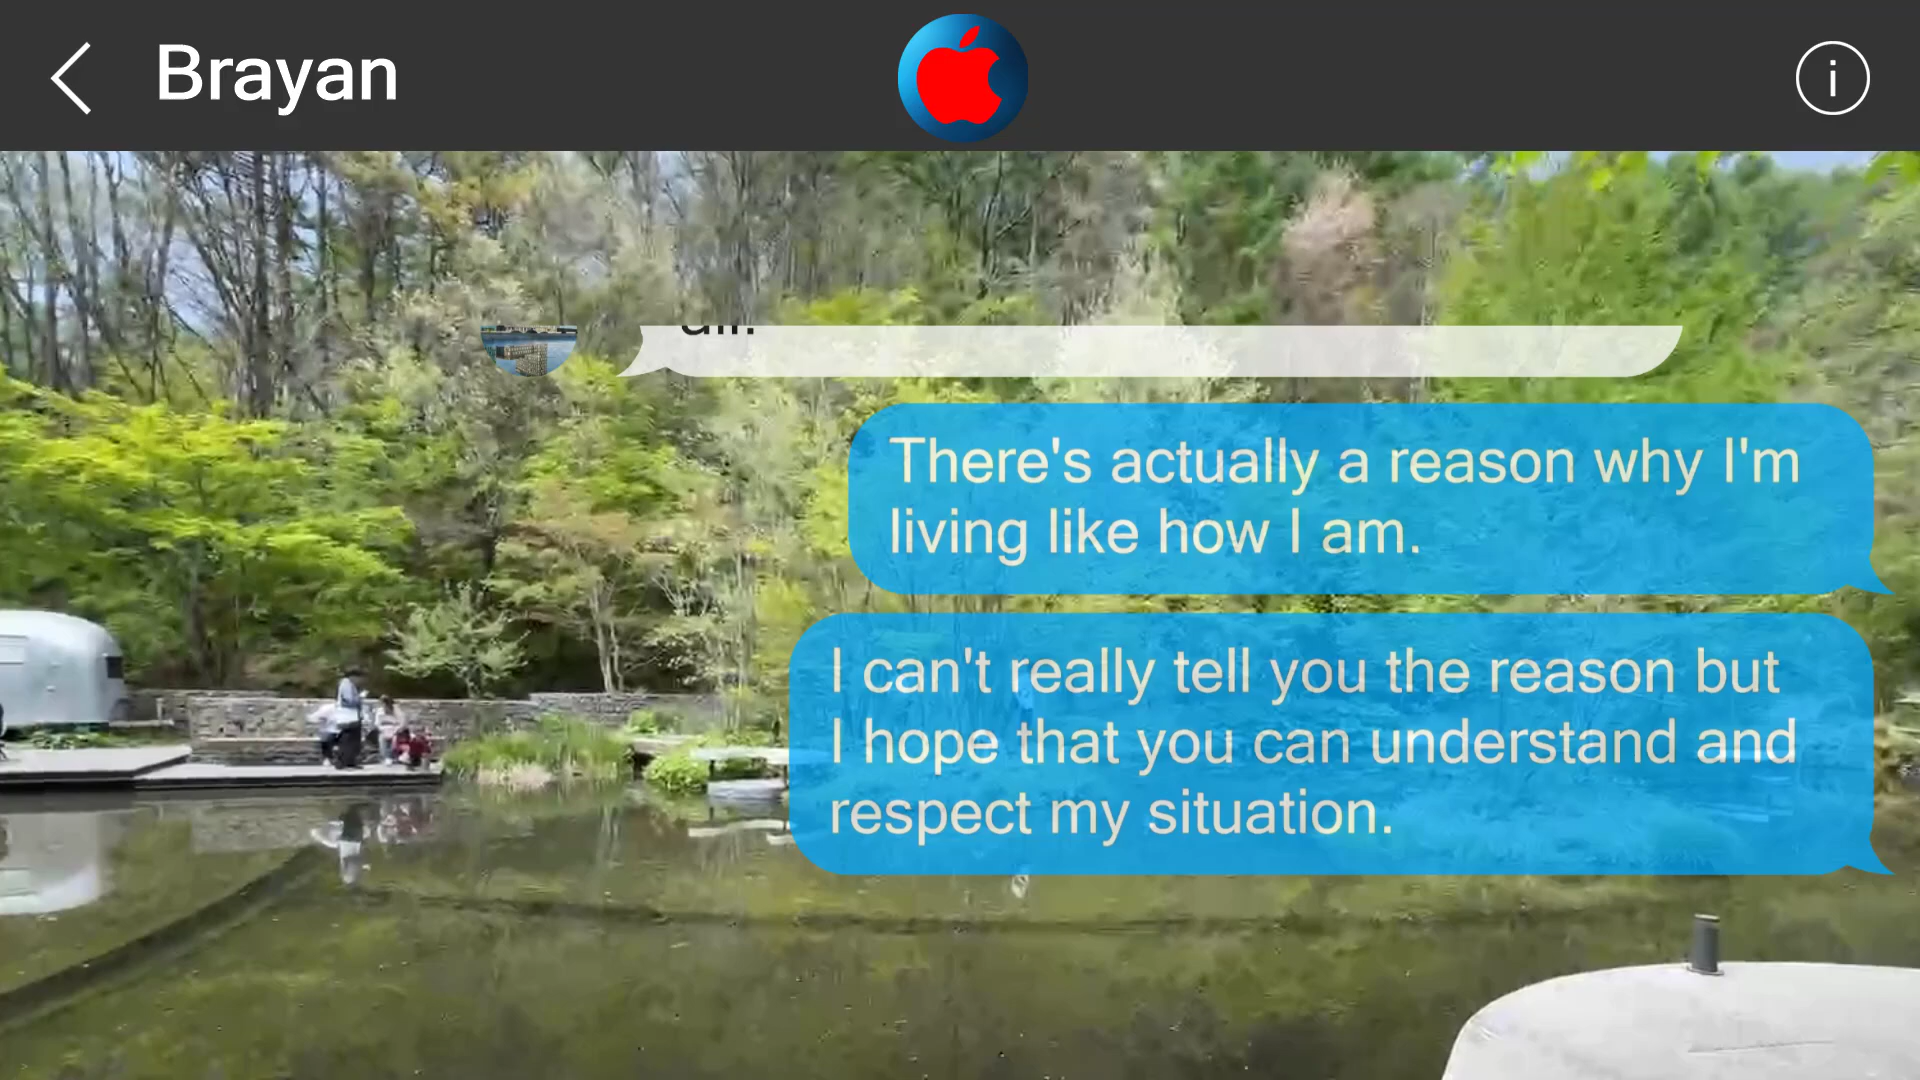 Brayan
There's actually a reason why I'm
living like how I am.
I can't really tell you the reason but
I hope that you can understand and
respect my situation.